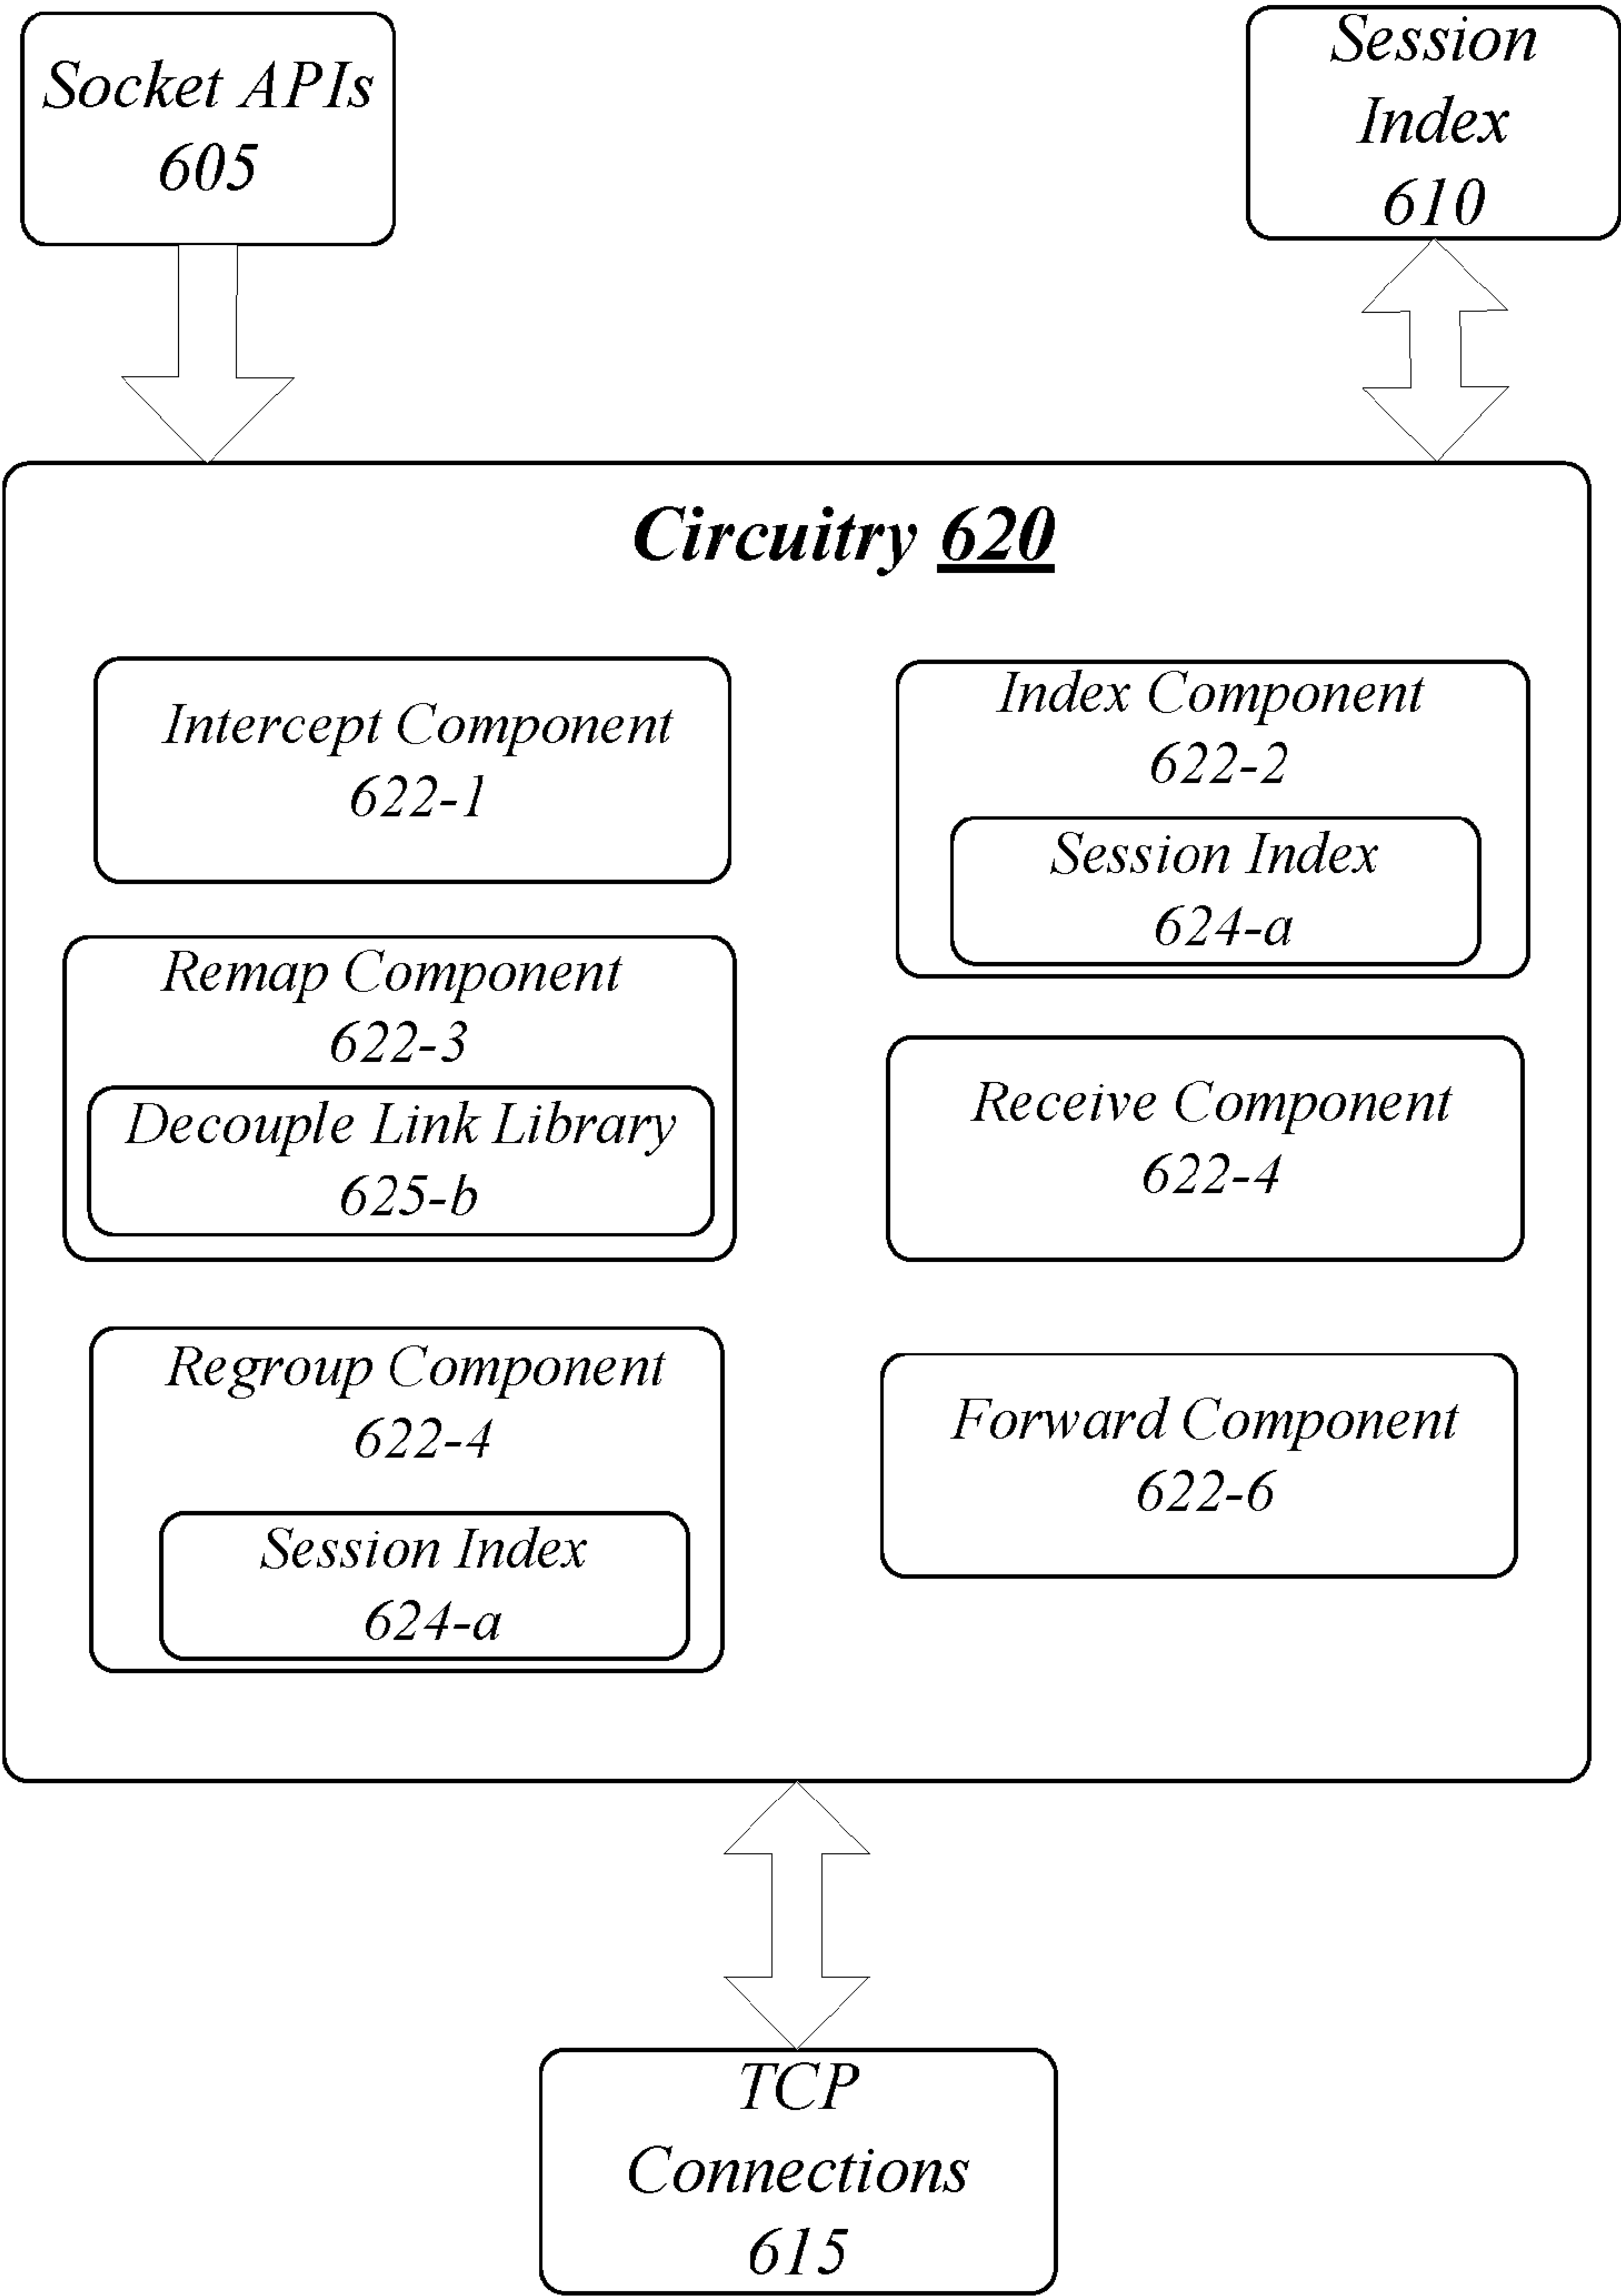 Socket APIs
605
Session
Index
610
Circuitry 620
Intercept Component
622-1
Index Component
622-2
Session Index
624-a
Remap Component
622-3
Decouple Link Library
625-b
Receive Component
622-4
Regroup Component
622-4
Session Index
624-a
Forward Component
622-6
TCP
Connections
615